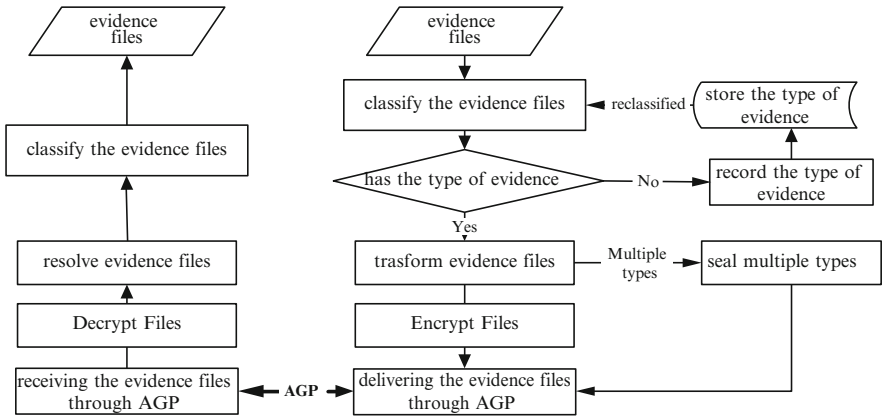 evidence
files
classify the evidence files
resolve evidence files
Decrypt Files
receiving the evidence files
through AGP
AGP
evidence
files
classify the evidence files
reclassified
store the type of
evidence
has the type of evidence
No
record the type of
evidence
Yes
trasform evidence files
Multiple
types
seal multiple types
Encrypt Files
delivering the evidence files
through AGP